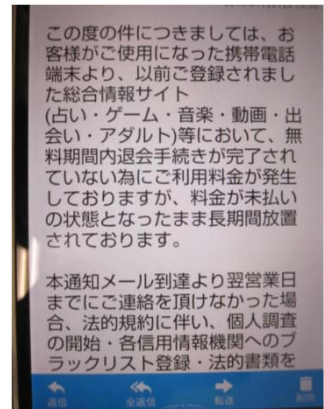 この度の件につきましては、お
客様がご使用になった携帯電話
端末より、以前ご登録されまし
た総合情報サイト
(占い・ゲーム・音楽・動画・出
会い・アダルト)等において、無
料期間内退会手続きが完了され
ていない為にご利用料金が発生
しておりますが、料金が未払い
の状態となったまま長期間放置
されております。
本通知メール到達より翌営業日
までにご連絡を頂けなかった場
合、法的規約に伴い、個人調査
の開始・各信用情報機関へのブ
ラックリスト登録・法的書類を
返信 全返信 転送 削除